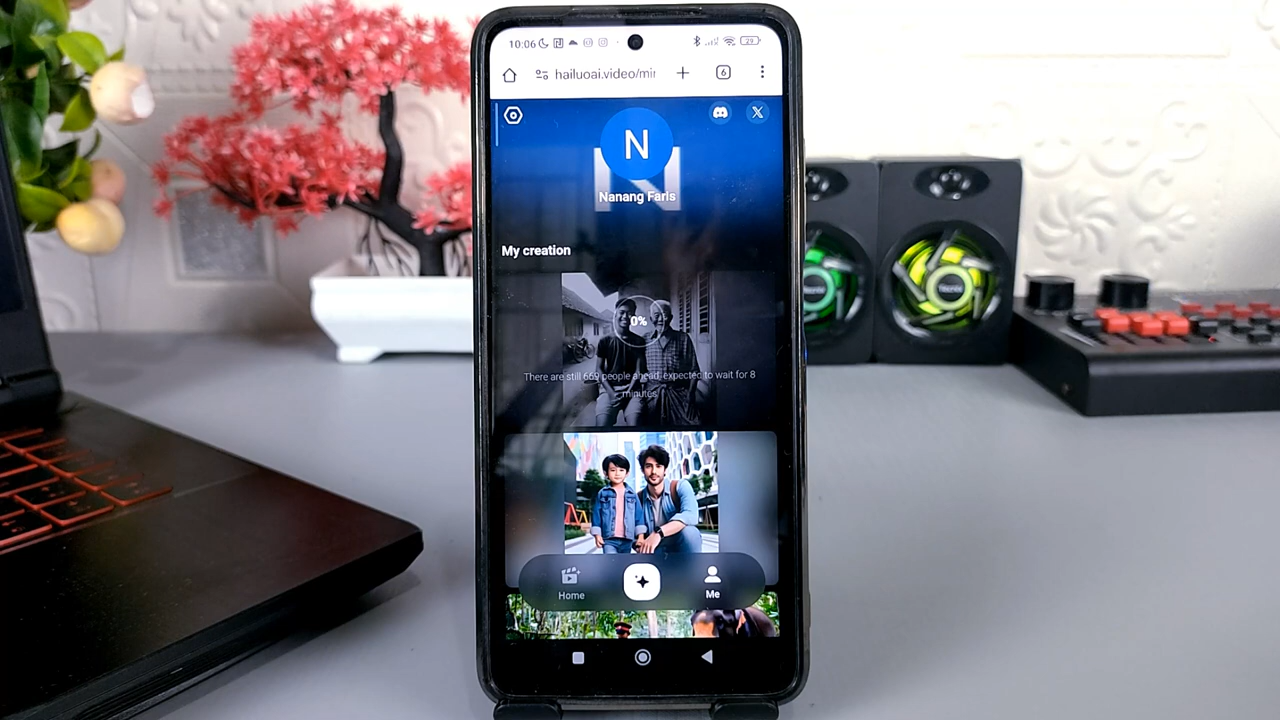 10:06
29
hailuoai.video/mi
6
N
Nanang Faris
My creation
0%
There are still 669 people ahead, expected to wait for 8
minutes.
Home
Me